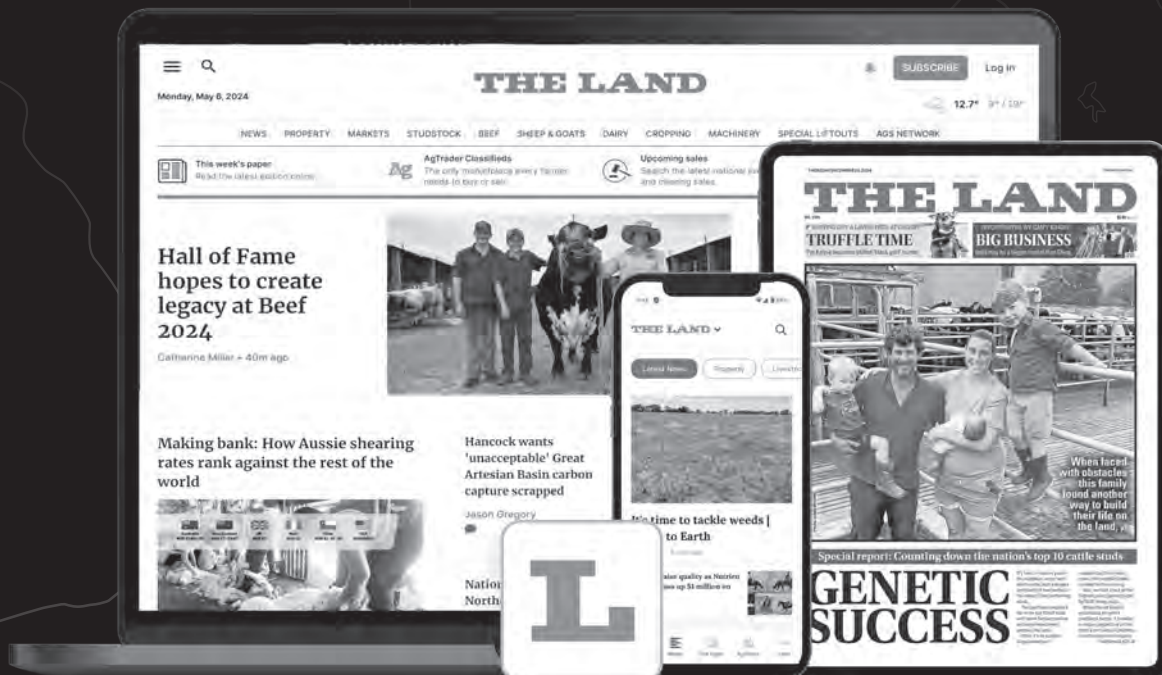 THE LAND
SUBSCRIBE
Log in
Monday, May 6, 2024
12.7°
NEWS PROPERTY MARKETS STUDSTOCK BEEF SHEEP & GOATS DAIRY CROPPING MACHINERY SPECIAL LIFTOUTS AGS NETWORK
This week's paper
Read the latest edition online
AgTrader Classifieds
The only marketplace every farmer
needs to buy or sell
Upcoming sales
Search the latest national
and clearing sales
Hall of Fame
hopes to create
legacy at Beef
2024
Catherine Miller • 40m ago
Making bank: How Aussie shearing
rates rank against the rest of the
world
Hancock wants
'unacceptable' Great
Artesian Basin carbon
capture scrapped
Jason Gregory
L
THE LAND
Latest News
Property
It's time to tackle weeds |
to Earth
THE LAND
TRUFFLE TIME
BIG BUSINESS
When faced
with obstacles
this family
found another
way to build
their life on
the land,
Special report: Counting down the nation's top 10 cattle studs
GENETIC
SUCCESS